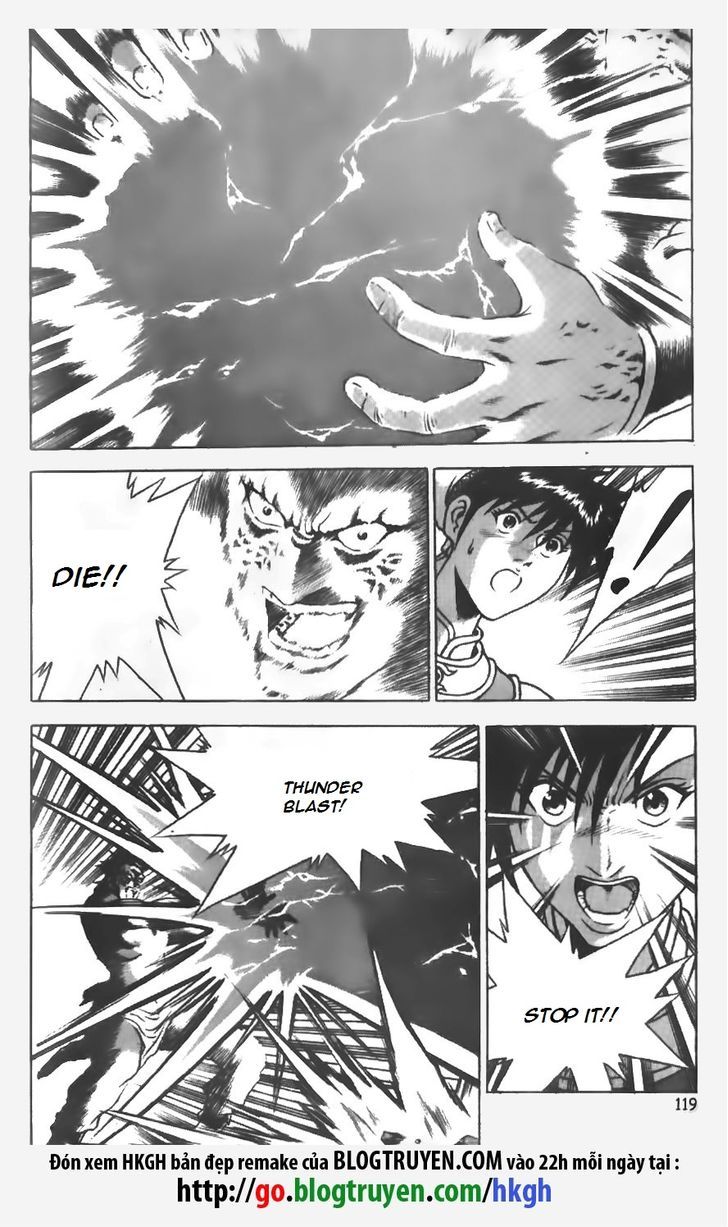 !
DIE!!
STOP IT!!
THUNDER
BLAST!
119
Đón xem HKGH bản đẹp remake của BLOGTRUYEN.COM vào 22h mỗi ngày tại :
http://go.blogtruyen.com/hkgh